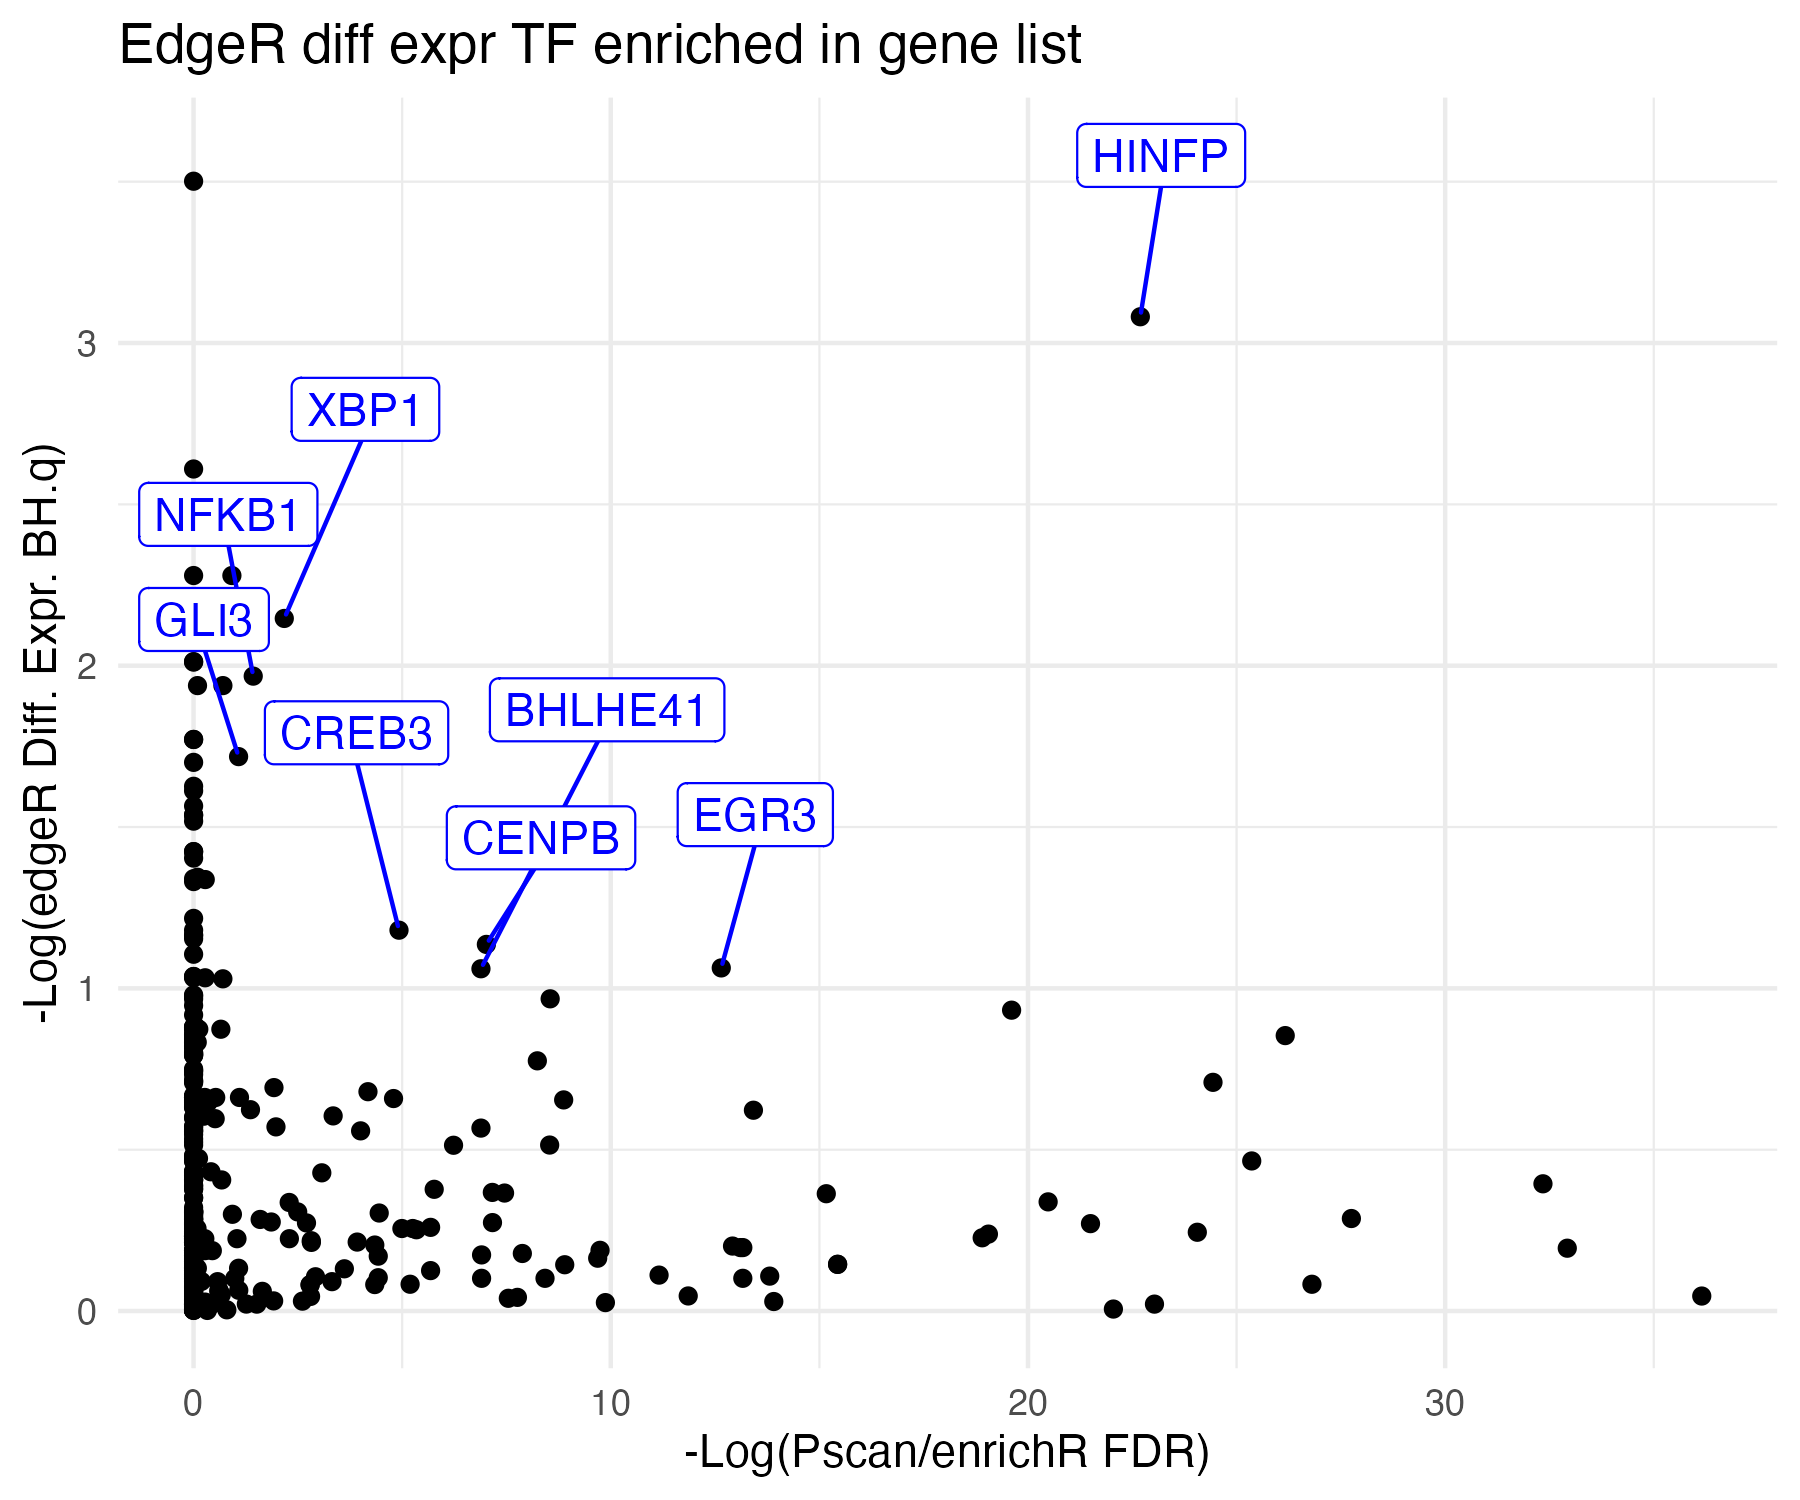 EdgeR diff expr TF enriched in gene list
HINFP
XBP1
NFKB1
GLI3
CREB3
BHLHE41
CENPB
EGR3
-Log(edgeR Diff. Expr. BH.q)
3
2
1
0
0 10 20 30
-Log(Pscan/enrichR FDR)